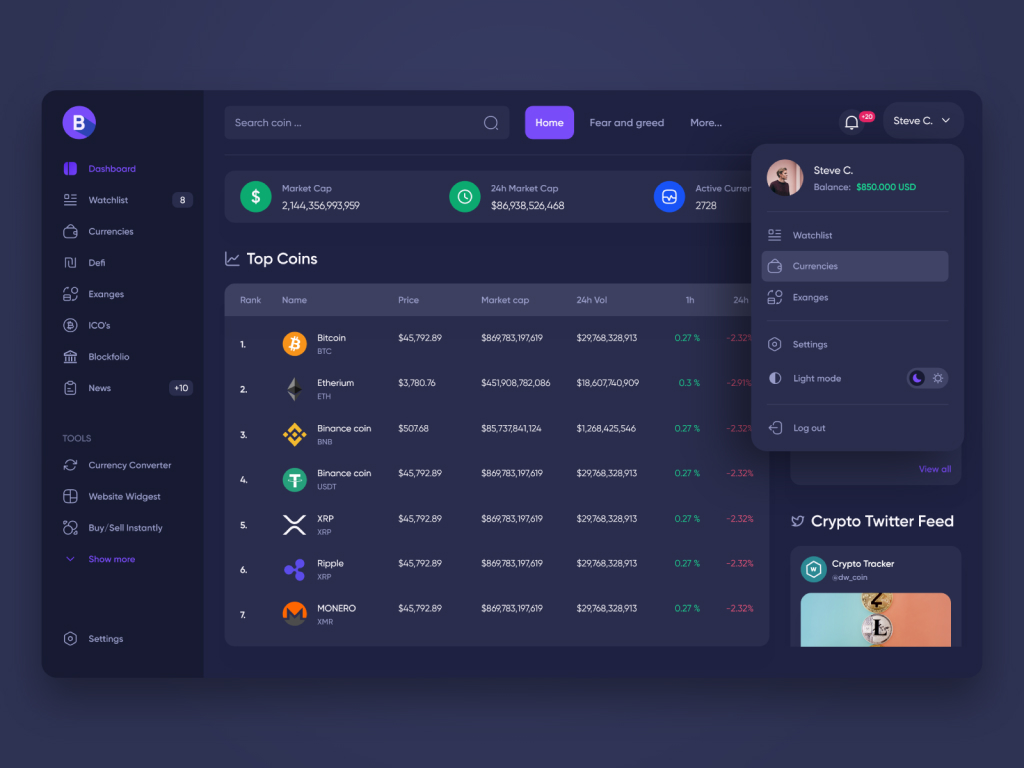 B
Search coin ...
Home
Fear and greed
More...
+20
Steve C.
Dashboard
Watchlist
8
Currencies
Defi
Exanges
ICO's
Blockfolio
News
+10
TOOLS
Currency Converter
Website Widgest
Buy/Sell Instantly
Show more
Settings
Market Cap
2,144,356,993,959
24h Market Cap
$86,938,526,468
Active Curren
2728
Top Coins
Rank Name Price Market cap 24h Vol 1h 24h
1. Bitcoin $45,792.89 $869,783,197,619 $29,768,328,913 0.27 % -2.32%
BTC
2. Etherium $3,780.76 $451,908,782,086 $18,607,740,909 0.3 % -2.91%
ETH
3. Binance coin $507.68 $85,737,841,124 $1,268,425,546 0.27 % -2.32%
BNB
4. Binance coin $45,792.89 $869,783,197,619 $29,768,328,913 0.27 % -2.32%
USDT
5. XRP $45,792.89 $869,783,197,619 $29,768,328,913 0.27 % -2.32%
XRP
6. Ripple $45,792.89 $869,783,197,619 $29,768,328,913 0.27 % -2.32%
XRP
7. MONERO $45,792.89 $869,783,197,619 $29,768,328,913 0.27 % -2.32%
XMR
Steve C.
Balance: $850.000 USD
Watchlist
Currencies
Exanges
Settings
Light mode
Log out
View all
Crypto Twitter Feed
Crypto Tracker
@dw_coin